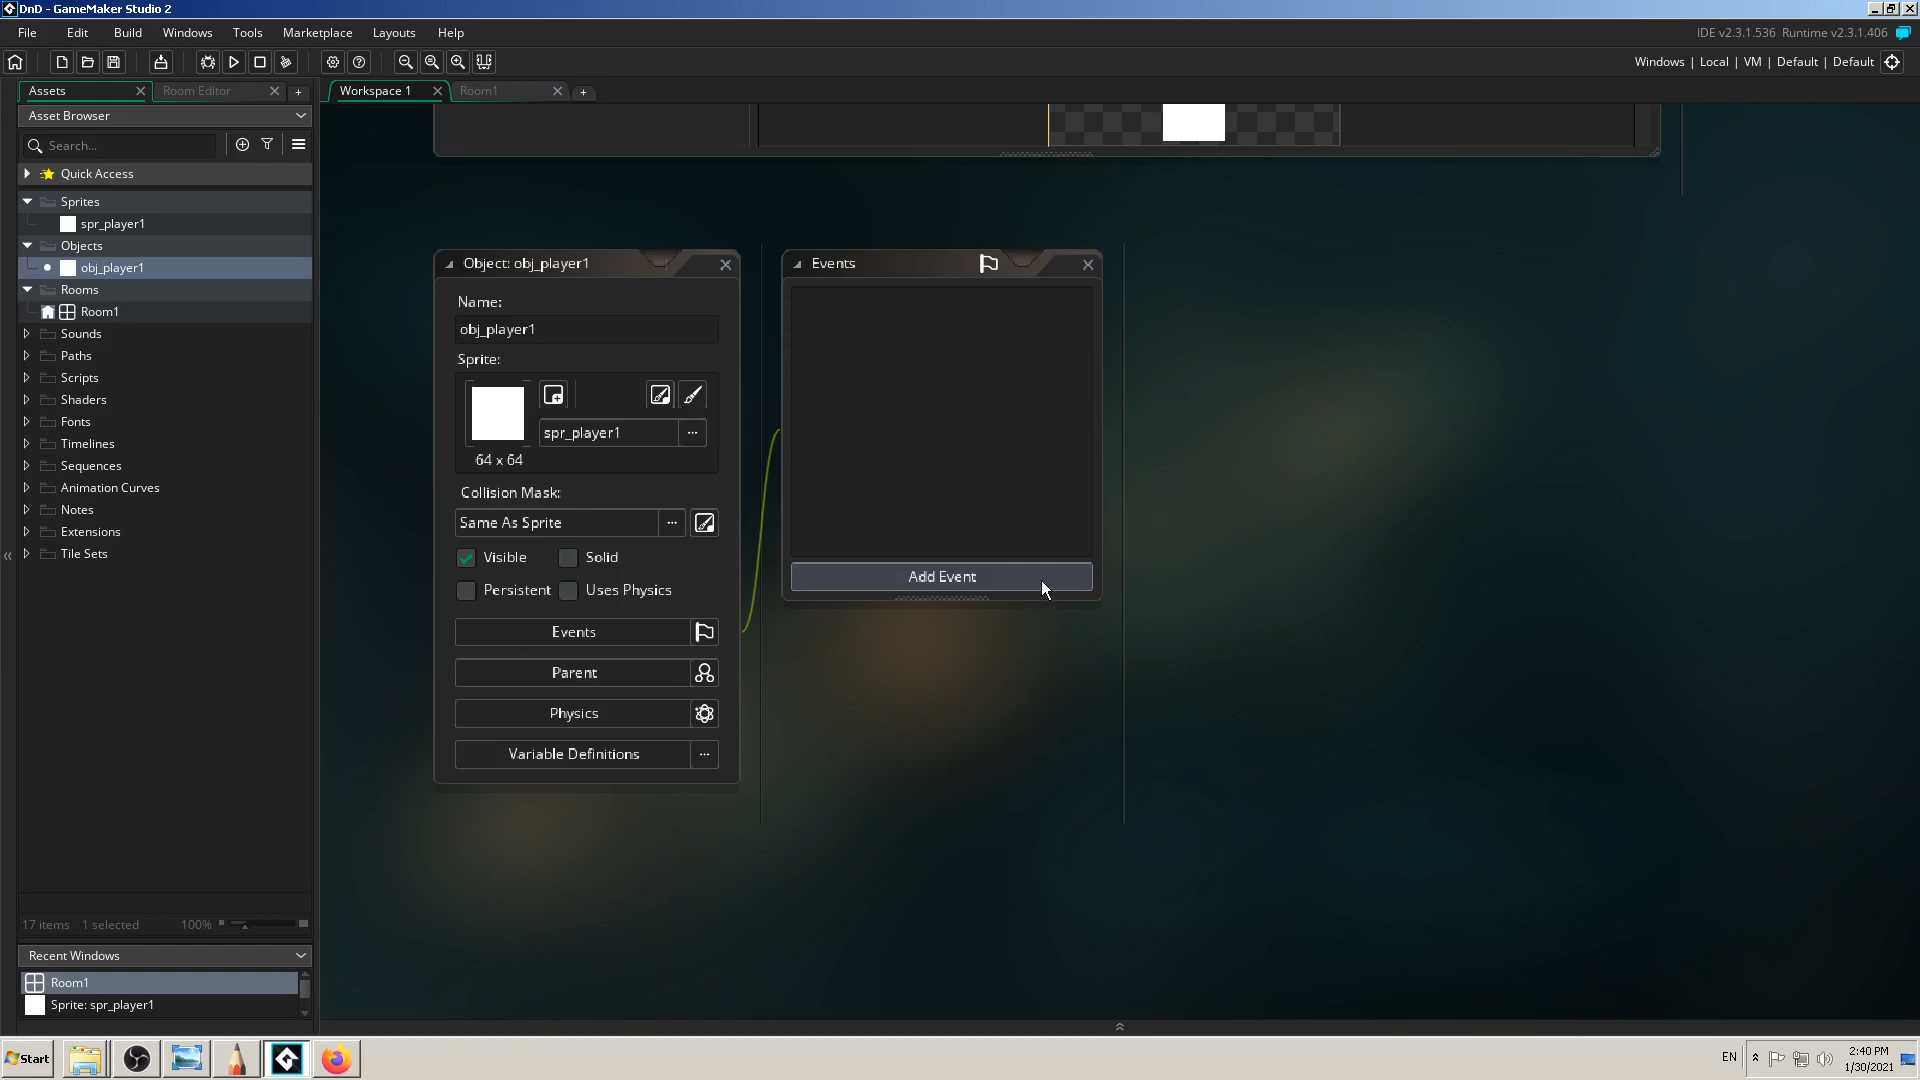 DnD - GameMaker Studio 2
File Edit Build Windows Tools Marketplace Layouts Help
IDE v2.3.1.536 Runtime v2.3.1.406
Windows | Local | VM | Default | Default
Assets
Room Editor
Workspace 1
Room1
Asset Browser
Search...
Quick Access
Sprites
spr_player1
Objects
obj_player1
Rooms
Room1
Sounds
Paths
Scripts
Shaders
Fonts
Timelines
Sequences
Animation Curves
Notes
Extensions
Tile Sets
17 items 1 selected 100%
Recent Windows
Room1
Sprite: spr_player1
Object: obj_player1
Name:
obj_player1
Sprite:
spr_player1
64 x 64
Collision Mask:
Same As Sprite
Visible Solid
Persistent Uses Physics
Events
Parent
Physics
Variable Definitions
Events
Add Event
Start
EN
2:40 PM
1/30/2021